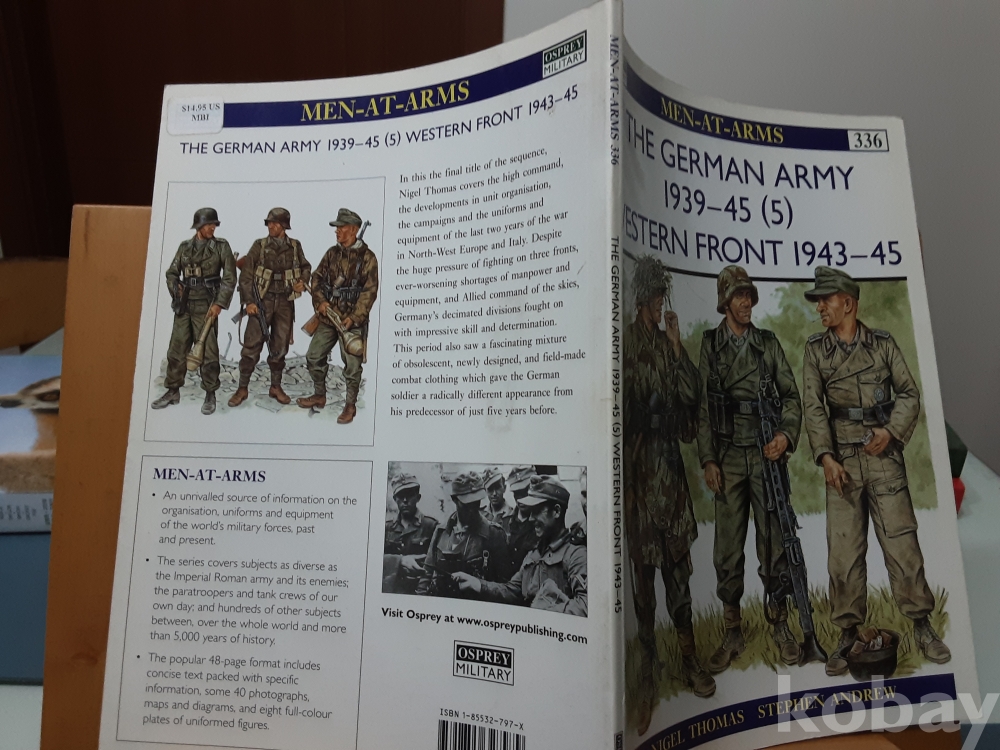 $14.95 US
MBI
OSPREY
MILITARY
MEN-AT-ARMS
THE GERMAN ARMY 1939–45 (5) WESTERN FRONT 1943–45
In this the final title of the sequence,
Nigel Thomas covers the high command,
the developments in unit organisation,
the campaigns and the uniforms and
equipment of the last two years of the war
in North-West Europe and Italy. Despite
the huge pressure of fighting on three fronts,
ever-worsening shortages of manpower and
equipment, and Allied command of the skies,
Germany's decimated divisions fought on
with impressive skill and determination.
This period also saw a fascinating mixture
of obsolescent, newly designed, and field-made
combat clothing which gave the German
soldier a radically different appearance from
his predecessor of just five years before.
MEN-AT-ARMS
• An unrivalled source of information on the
organisation, uniforms and equipment
of the world's military forces, past
and present.
• The series covers subjects as diverse as
the Imperial Roman army and its enemies;
the paratroopers and tank crews of our
own day; and hundreds of other subjects
between, over the whole world and more
than 5,000 years of history.
• The popular 48-page format includes
concise text packed with specific
information, some 40 photographs,
maps and diagrams, and eight full-colour
plates of uniformed figures.
Visit Osprey at www.ospreypublishing.com
OSPREY
MILITARY
ISBN 1-85532-797-X
MEN-AT-ARMS 336
THE GERMAN ARMY 1939–45 (5) WESTERN FRONT 1943–45
MEN-AT-ARMS
336
THE GERMAN ARMY
1939–45 (5)
WESTERN FRONT 1943–45
NIGEL THOMAS STEPHEN ANDREW
kobay